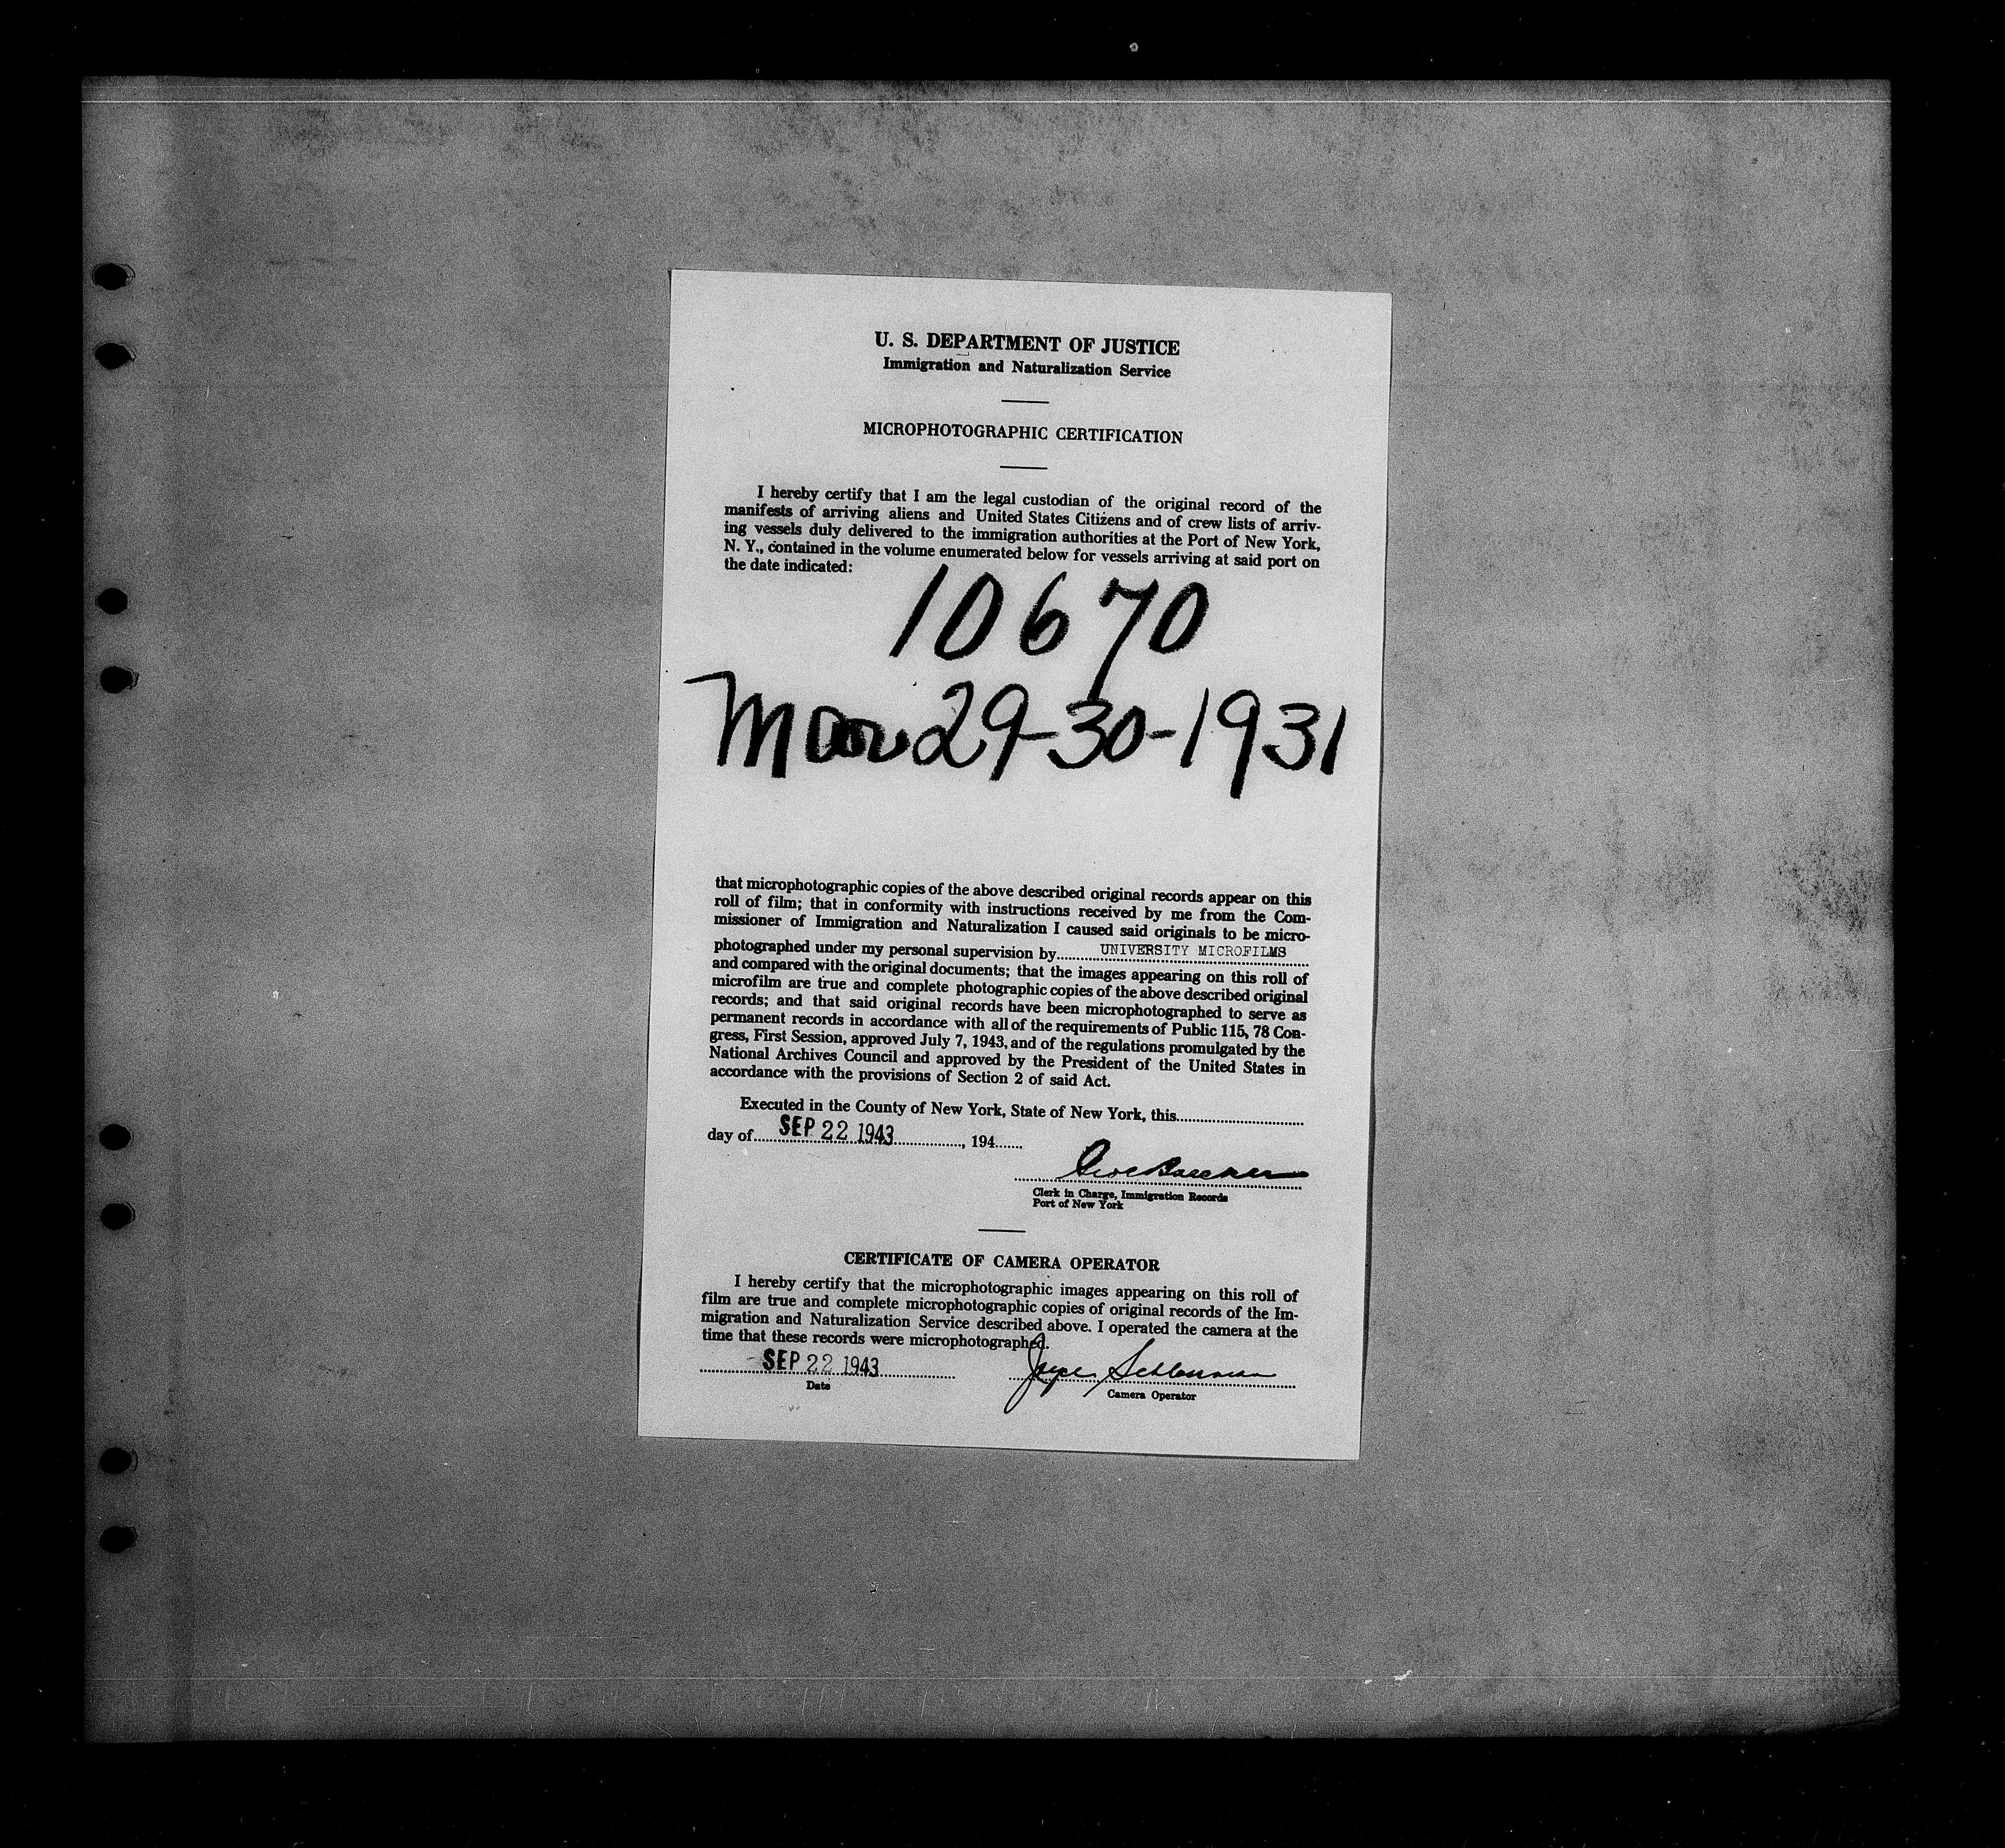 U. S. DEPARTMENT OF JUSTICE
Immigration and Naturalization Service
MICROPHOTOGRAPHIC CERTIFICATION
I hereby certify that I am the legal custodian of the original record of the
manifests of arriving aliens and United States Citizens and of crew lists of arriv-
ing vessels duly delivered to the immigration authorities at the Port of New York,
N. Y., contained in the volume enumerated below for vessels arriving at said port on
the date indicated:
10670
Mar 29-30-1931
that microphotographic copies of the above described original records appear on this
roll of film; that in conformity with instructions received by me from the Com-
missioner of Immigration and Naturalization I caused said originals to be micro-
photographed under my personal supervision by UNIVERSITY MICROFILMS
and compared with the original documents; that the images appearing on this roll of
microfilm are true and complete photographic copies of the above described original
records; and that said original records have been microphotographed to serve as
permanent records in accordance with all of the requirements of Public 115, 78 Con-
gress, First Session, approved July 7, 1943, and of the regulations promulgated by the
National Archives Council and approved by the President of the United States in
accordance with the provisions of Section 2 of said Act.
Executed in the County of New York, State of New York, this
day of SEP 22 1943, 194
Clerk in Charge, Immigration Records
Port of New York
CERTIFICATE OF CAMERA OPERATOR
I hereby certify that the microphotographic images appearing on this roll of
film are true and complete microphotographic copies of original records of the Im-
migration and Naturalization Service described above. I operated the camera at the
time that these records were microphotographed.
SEP 22 1943
Date
Camera Operator